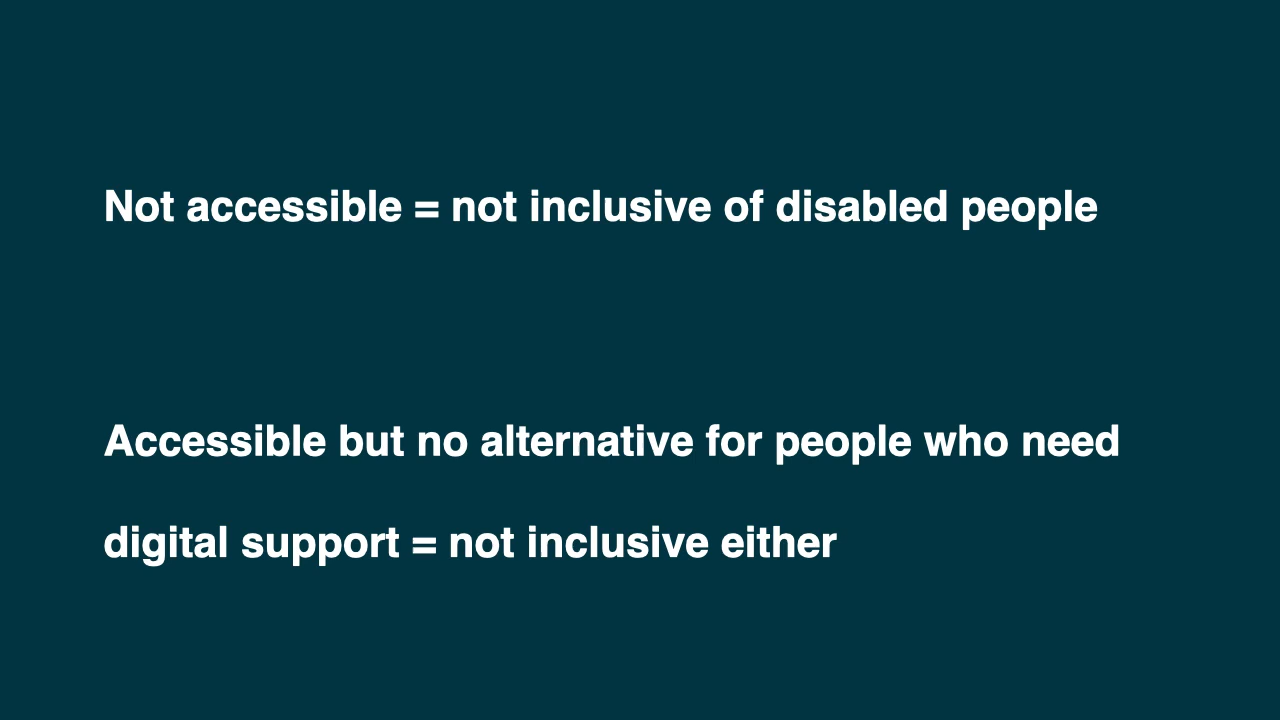 Not accessible = not inclusive of disabled people
Accessible but no alternative for people who need
digital support = not inclusive either